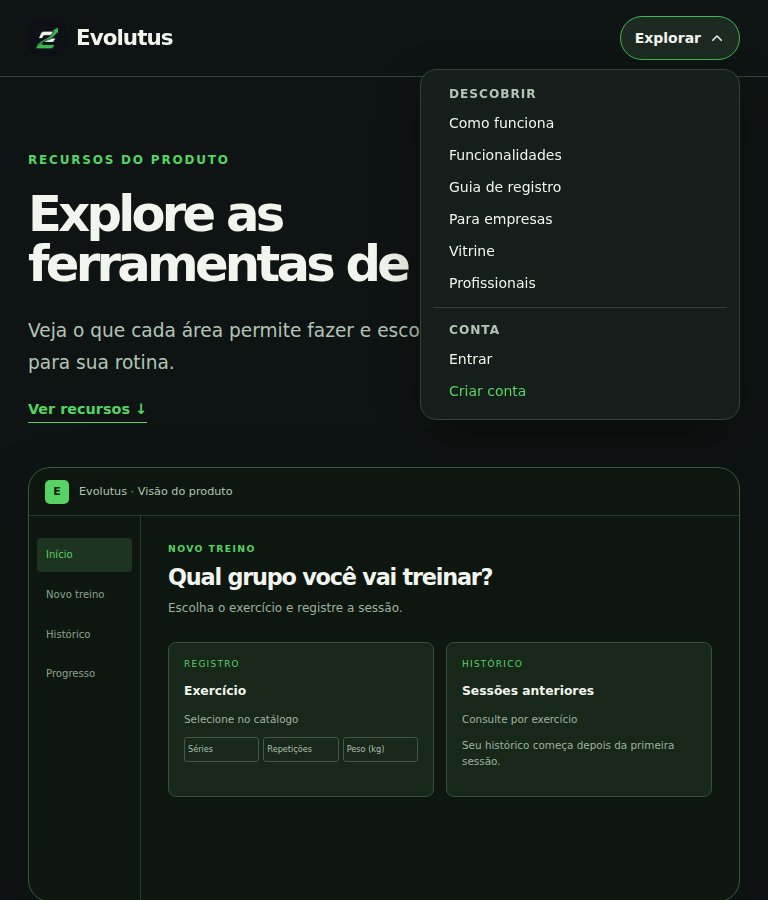 Evolutus
Explorar
DESCOBRIR
Como funciona
Funcionalidades
Guia de registro
Para empresas
Vitrine
Profissionais
CONTA
Entrar
Criar conta
RECURSOS DO PRODUTO
Explore as
ferramentas de
Veja o que cada área permite fazer e esco
para sua rotina.
Ver recursos ↓
E
Evolutus · Visão do produto
Início
Novo treino
Histórico
Progresso
NOVO TREINO
Qual grupo você vai treinar?
Escolha o exercício e registre a sessão.
REGISTRO
Exercício
Selecione no catálogo
Séries
Repetições
Peso (kg)
HISTÓRICO
Sessões anteriores
Consulte por exercício
Seu histórico começa depois da primeira
sessão.